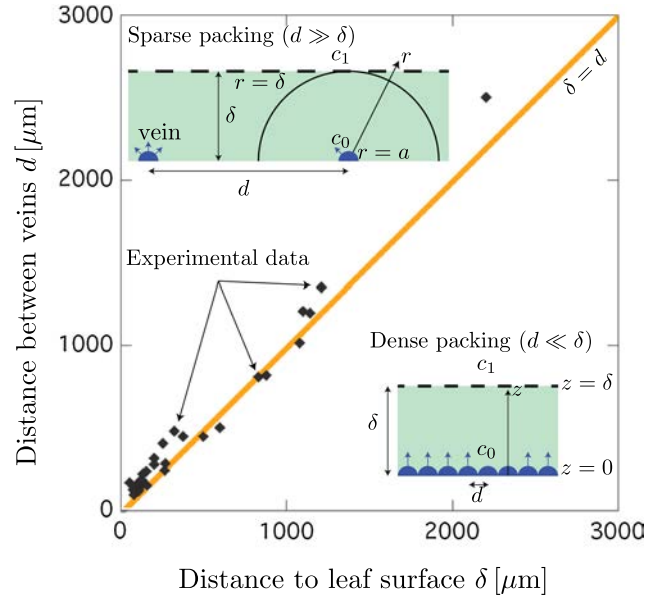 3000
Sparse packing (d ≫ δ)
c₁
r
r = δ
δ = d
δ
vein
c₀
r = a
d
2000
Distance between veins d [μm]
Experimental data
1000
Dense packing (d ≪ δ)
c₁
z
z = δ
δ
c₀
z = 0
d
0
0
1000
2000
3000
Distance to leaf surface δ [μm]